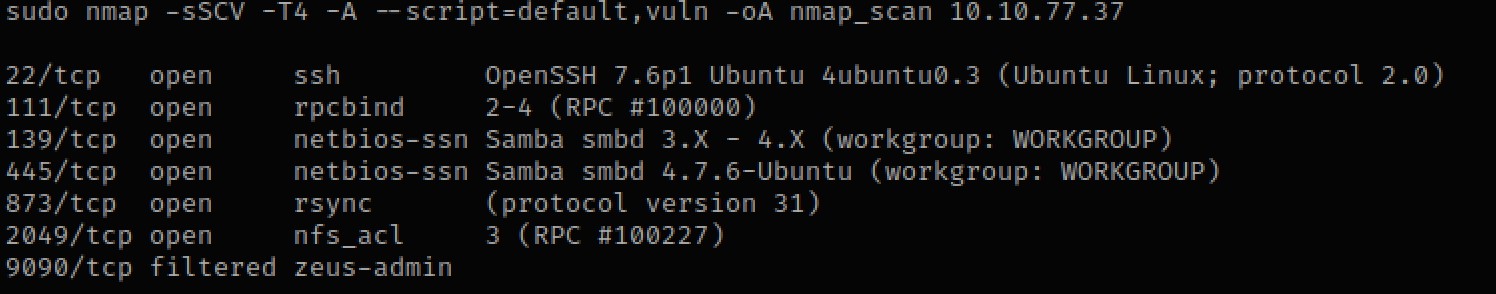 sudo nmap -sSCV -T4 -A --script=default,vuln -oA nmap_scan 10.10.77.37
22/tcp   open     ssh         OpenSSH 7.6p1 Ubuntu 4ubuntu0.3 (Ubuntu Linux; protocol 2.0)
111/tcp  open     rpcbind     2-4 (RPC #100000)
139/tcp  open     netbios-ssn Samba smbd 3.X - 4.X (workgroup: WORKGROUP)
445/tcp  open     netbios-ssn Samba smbd 4.7.6-Ubuntu (workgroup: WORKGROUP)
873/tcp  open     rsync       (protocol version 31)
2049/tcp open     nfs_acl     3 (RPC #100227)
9090/tcp filtered zeus-admin